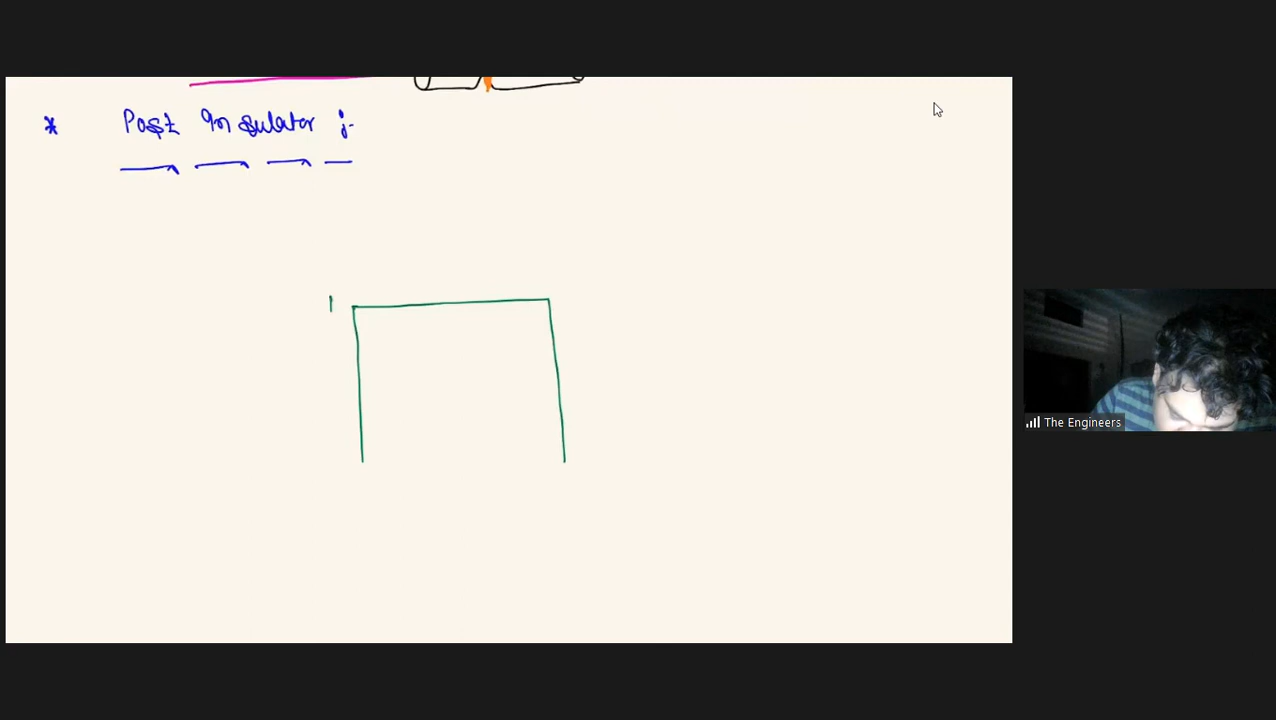 * Post Insulator :-
The Engineers